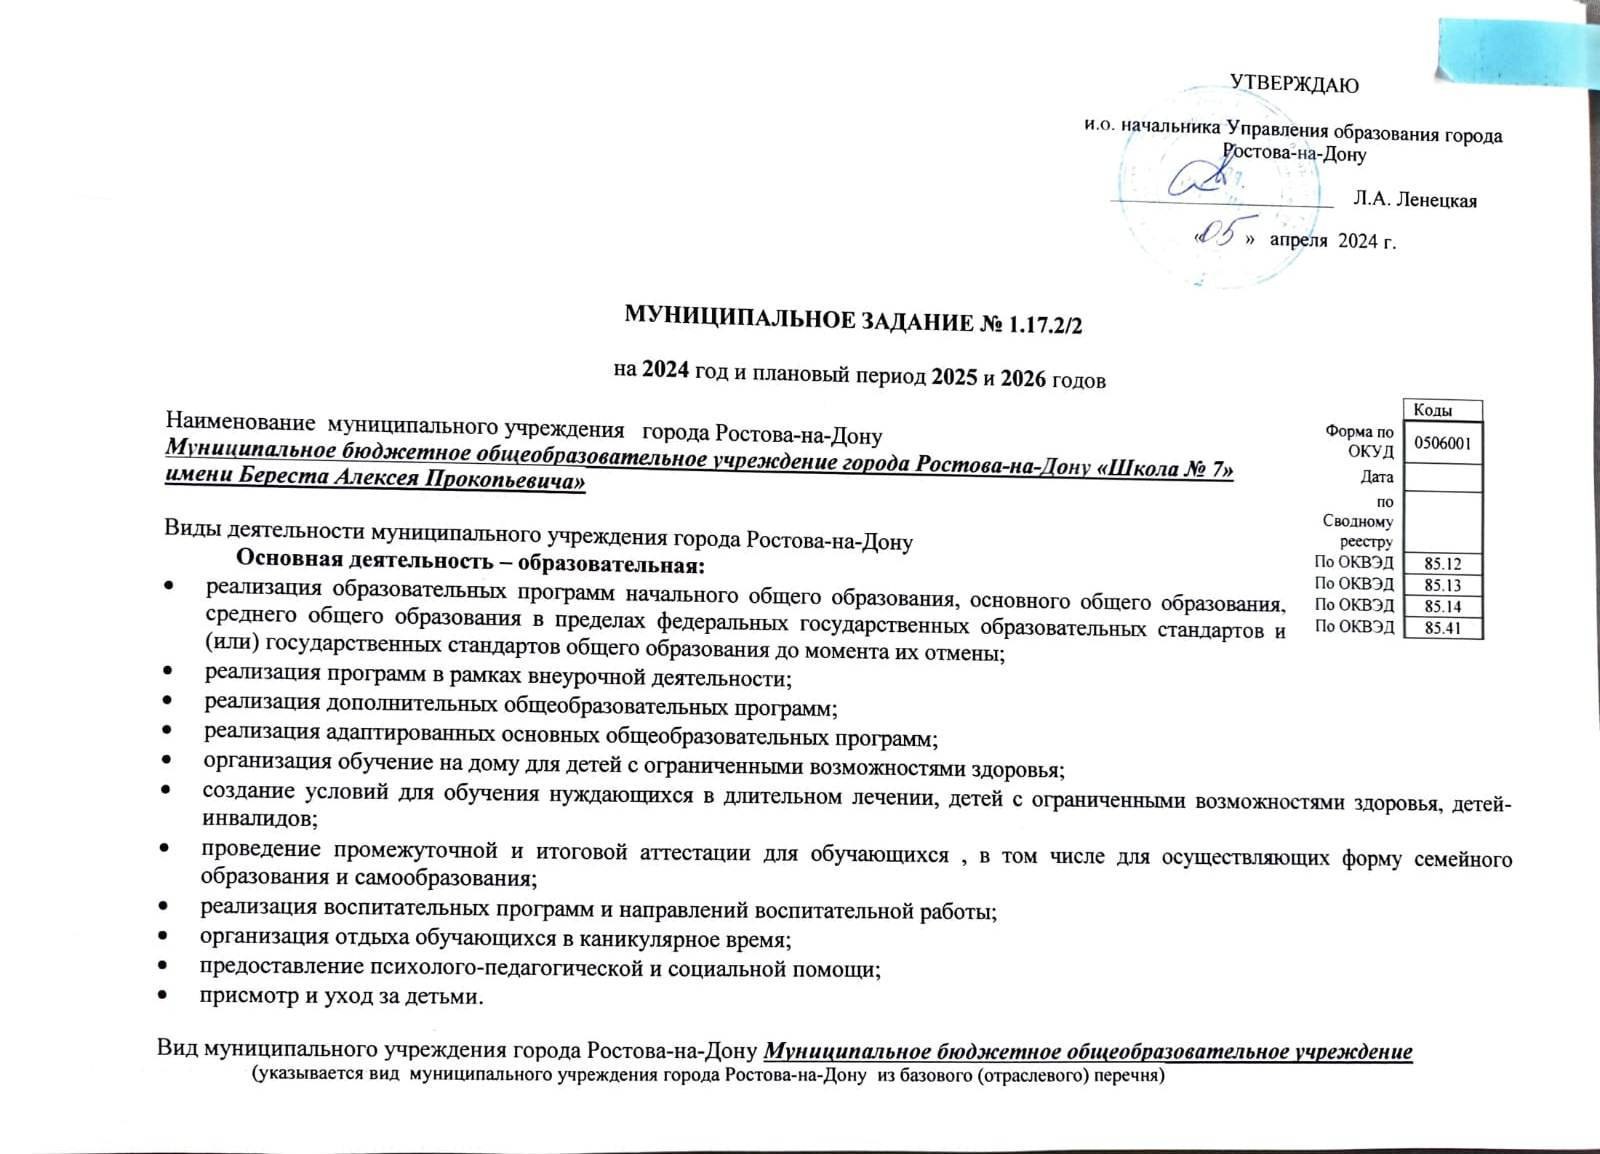 УТВЕРЖДАЮ
и.о. начальника Управления образования города
Ростова-на-Дону
Л.А. Ленецкая
«05» апреля 2024 г.
МУНИЦИПАЛЬНОЕ ЗАДАНИЕ № 1.17.2/2
на 2024 год и плановый период 2025 и 2026 годов
Наименование муниципального учреждения города Ростова-на-Дону
Муниципальное бюджетное общеобразовательное учреждение города Ростова-на-Дону «Школа № 7»
имени Береста Алексея Прокопьевича»
Коды
Форма по
ОКУД 0506001
Дата
по
Сводному
реестру
По ОКВЭД 85.12
По ОКВЭД 85.13
По ОКВЭД 85.14
По ОКВЭД 85.41
Виды деятельности муниципального учреждения города Ростова-на-Дону
Основная деятельность – образовательная:
• реализация образовательных программ начального общего образования, основного общего образования,
среднего общего образования в пределах федеральных государственных образовательных стандартов и
(или) государственных стандартов общего образования до момента их отмены;
• реализация программ в рамках внеурочной деятельности;
• реализация дополнительных общеобразовательных программ;
• реализация адаптированных основных общеобразовательных программ;
• организация обучение на дому для детей с ограниченными возможностями здоровья;
• создание условий для обучения нуждающихся в длительном лечении, детей с ограниченными возможностями здоровья, детей-
инвалидов;
• проведение промежуточной и итоговой аттестации для обучающихся , в том числе для осуществляющих форму семейного
образования и самообразования;
• реализация воспитательных программ и направлений воспитательной работы;
• организация отдыха обучающихся в каникулярное время;
• предоставление психолого-педагогической и социальной помощи;
• присмотр и уход за детьми.
Вид муниципального учреждения города Ростова-на-Дону Муниципальное бюджетное общеобразовательное учреждение
(указывается вид муниципального учреждения города Ростова-на-Дону из базового (отраслевого) перечня)